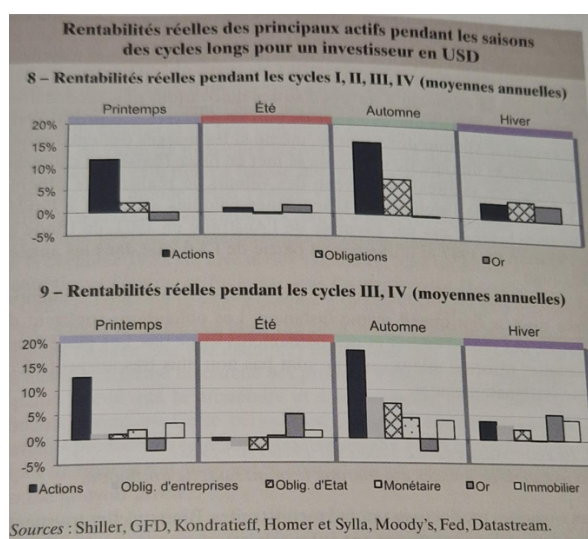 Rentabilités réelles des principaux actifs pendant les saisons
des cycles longs pour un investisseur en USD
8 – Rentabilités réelles pendant les cycles I, II, III, IV (moyennes annuelles)
Printemps Été Automne Hiver
20%
15%
10%
5%
0%
-5%
Actions Obligations Or
9 – Rentabilités réelles pendant les cycles III, IV (moyennes annuelles)
Printemps Été Automne Hiver
20%
15%
10%
5%
0%
-5%
Actions Oblig. d'entreprises Oblig. d'Etat Monétaire Or Immobilier
Sources : Shiller, GFD, Kondratieff, Homer et Sylla, Moody's, Fed, Datastream.